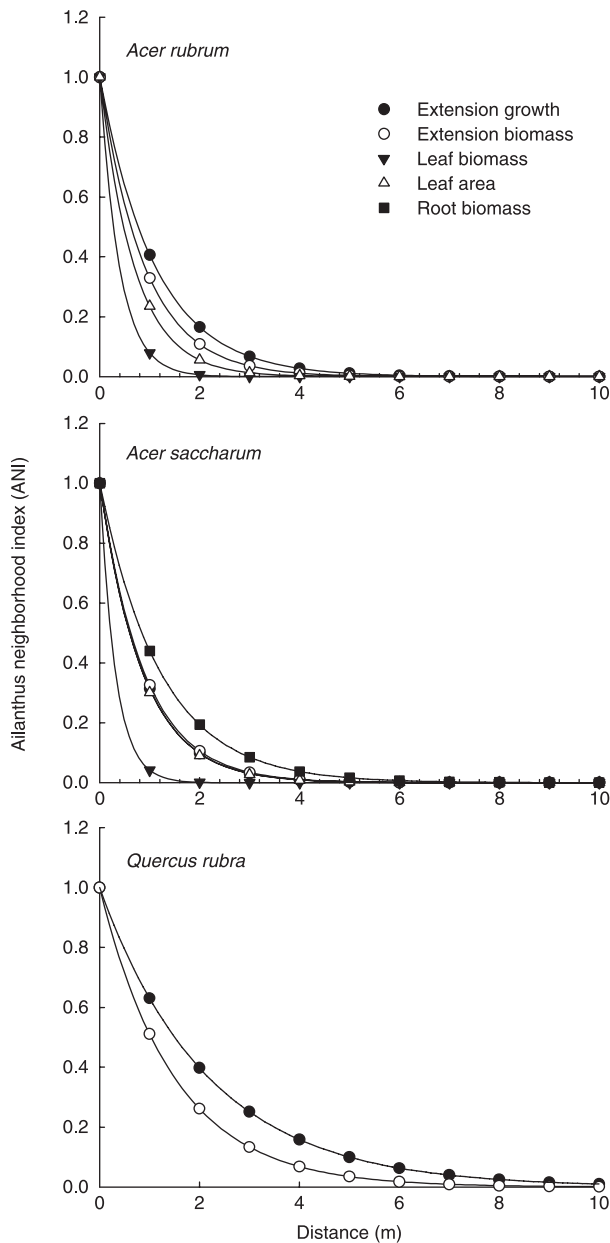 1.2
Acer rubrum
1.0
Extension growth
Extension biomass
0.8
Leaf biomass
Leaf area
Root biomass
0.6
0.4
0.2
0.0
0 2 4 6 8 10
1.2
Acer saccharum
1.0
0.8
0.6
0.4
0.2
0.0
0 2 4 6 8 10
Ailanthus neighborhood index (ANI)
1.2
Quercus rubra
1.0
0.8
0.6
0.4
0.2
0.0
0 2 4 6 8 10
Distance (m)